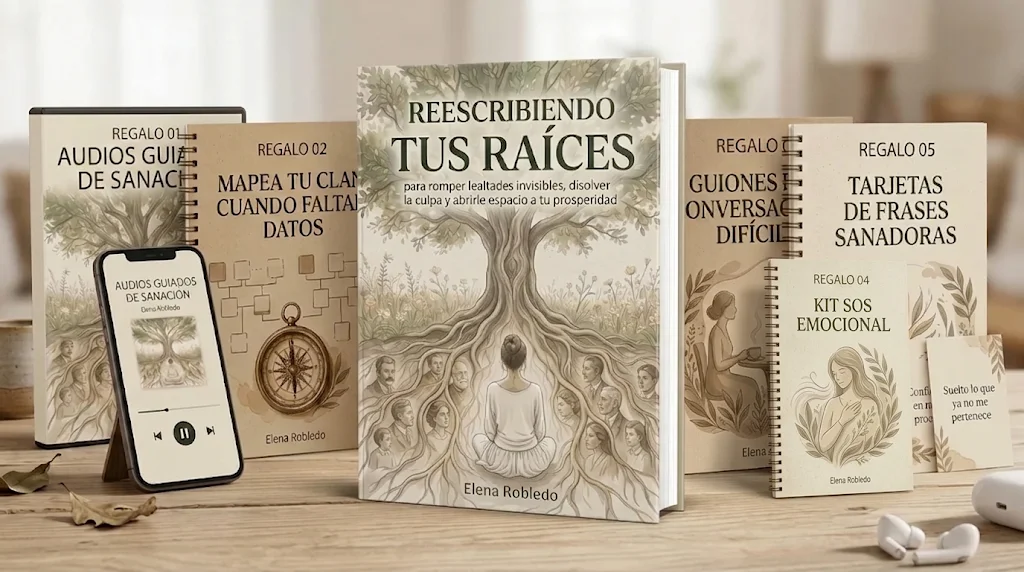 REGALO 01
AUDIOS GUIA
DE SANACI
AUDIOS GUIADOS
DE SANACIÓN
Elena Robledo
REGALO 02
MAPEA TU CLAN
CUANDO FALTA
DATOS
Elena Robledo
REESCRIBIENDO
TUS RAÍCES
para romper lealtades invisibles, disolver
la culpa y abrirle espacio a tu prosperidad
Elena Robledo
REGALO
GUIONES
ONVERSAC
DIFÍCIL
Elena
REGALO 05
TARJETAS
DE FRASES
SANADORAS
REGALO 04
KIT SOS
EMOCIONAL
Elena Robledo
en
Suelto lo que
ya no me
pertenece